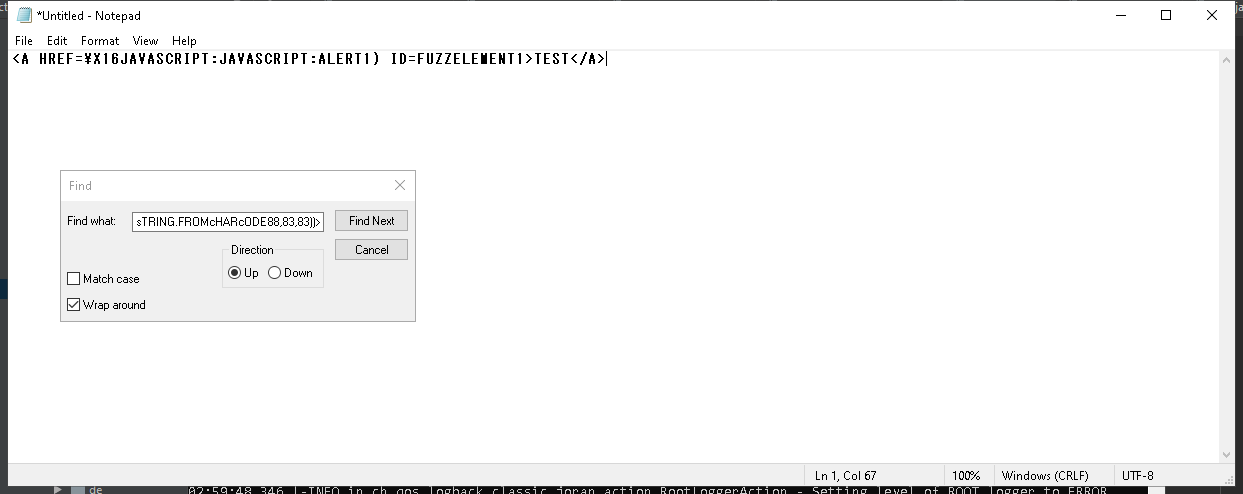 *Untitled - Notepad
File Edit Format View Help
<A HREF=¥X16JAVASCRIPT:JAVASCRIPT:ALERT1) ID=FUZZELEMENT1>TEST</A>
Find
Find what: sTRING.FROMcHARcODE88,83,83))> Find Next
Direction Cancel
Up Down
Match case
Wrap around
Ln 1, Col 67 100% Windows (CRLF) UTF-8
de 02:59:48,346 |-INFO in ch.qos.logback.classic.joran.action.RootLoggerAction - Setting level of ROOT logger to ERROR